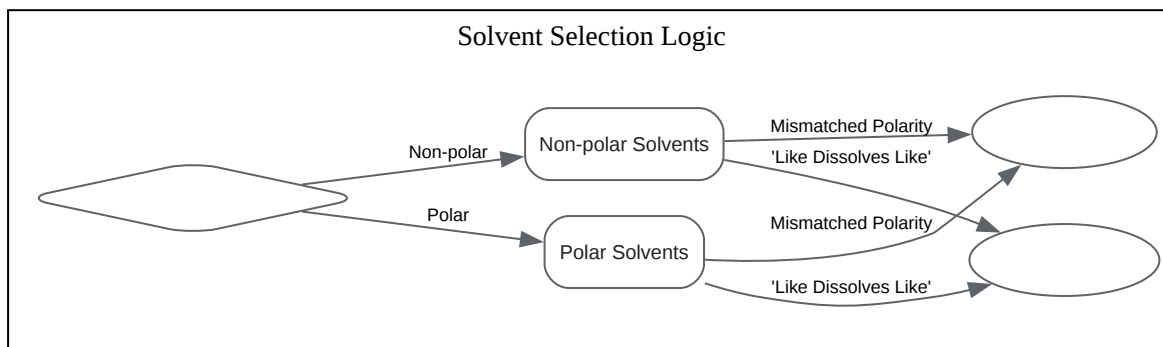 Solvent Selection Logic
Non-polar
Non-polar Solvents
Mismatched Polarity
'Like Dissolves Like'
Polar
Polar Solvents
Mismatched Polarity
'Like Dissolves Like'